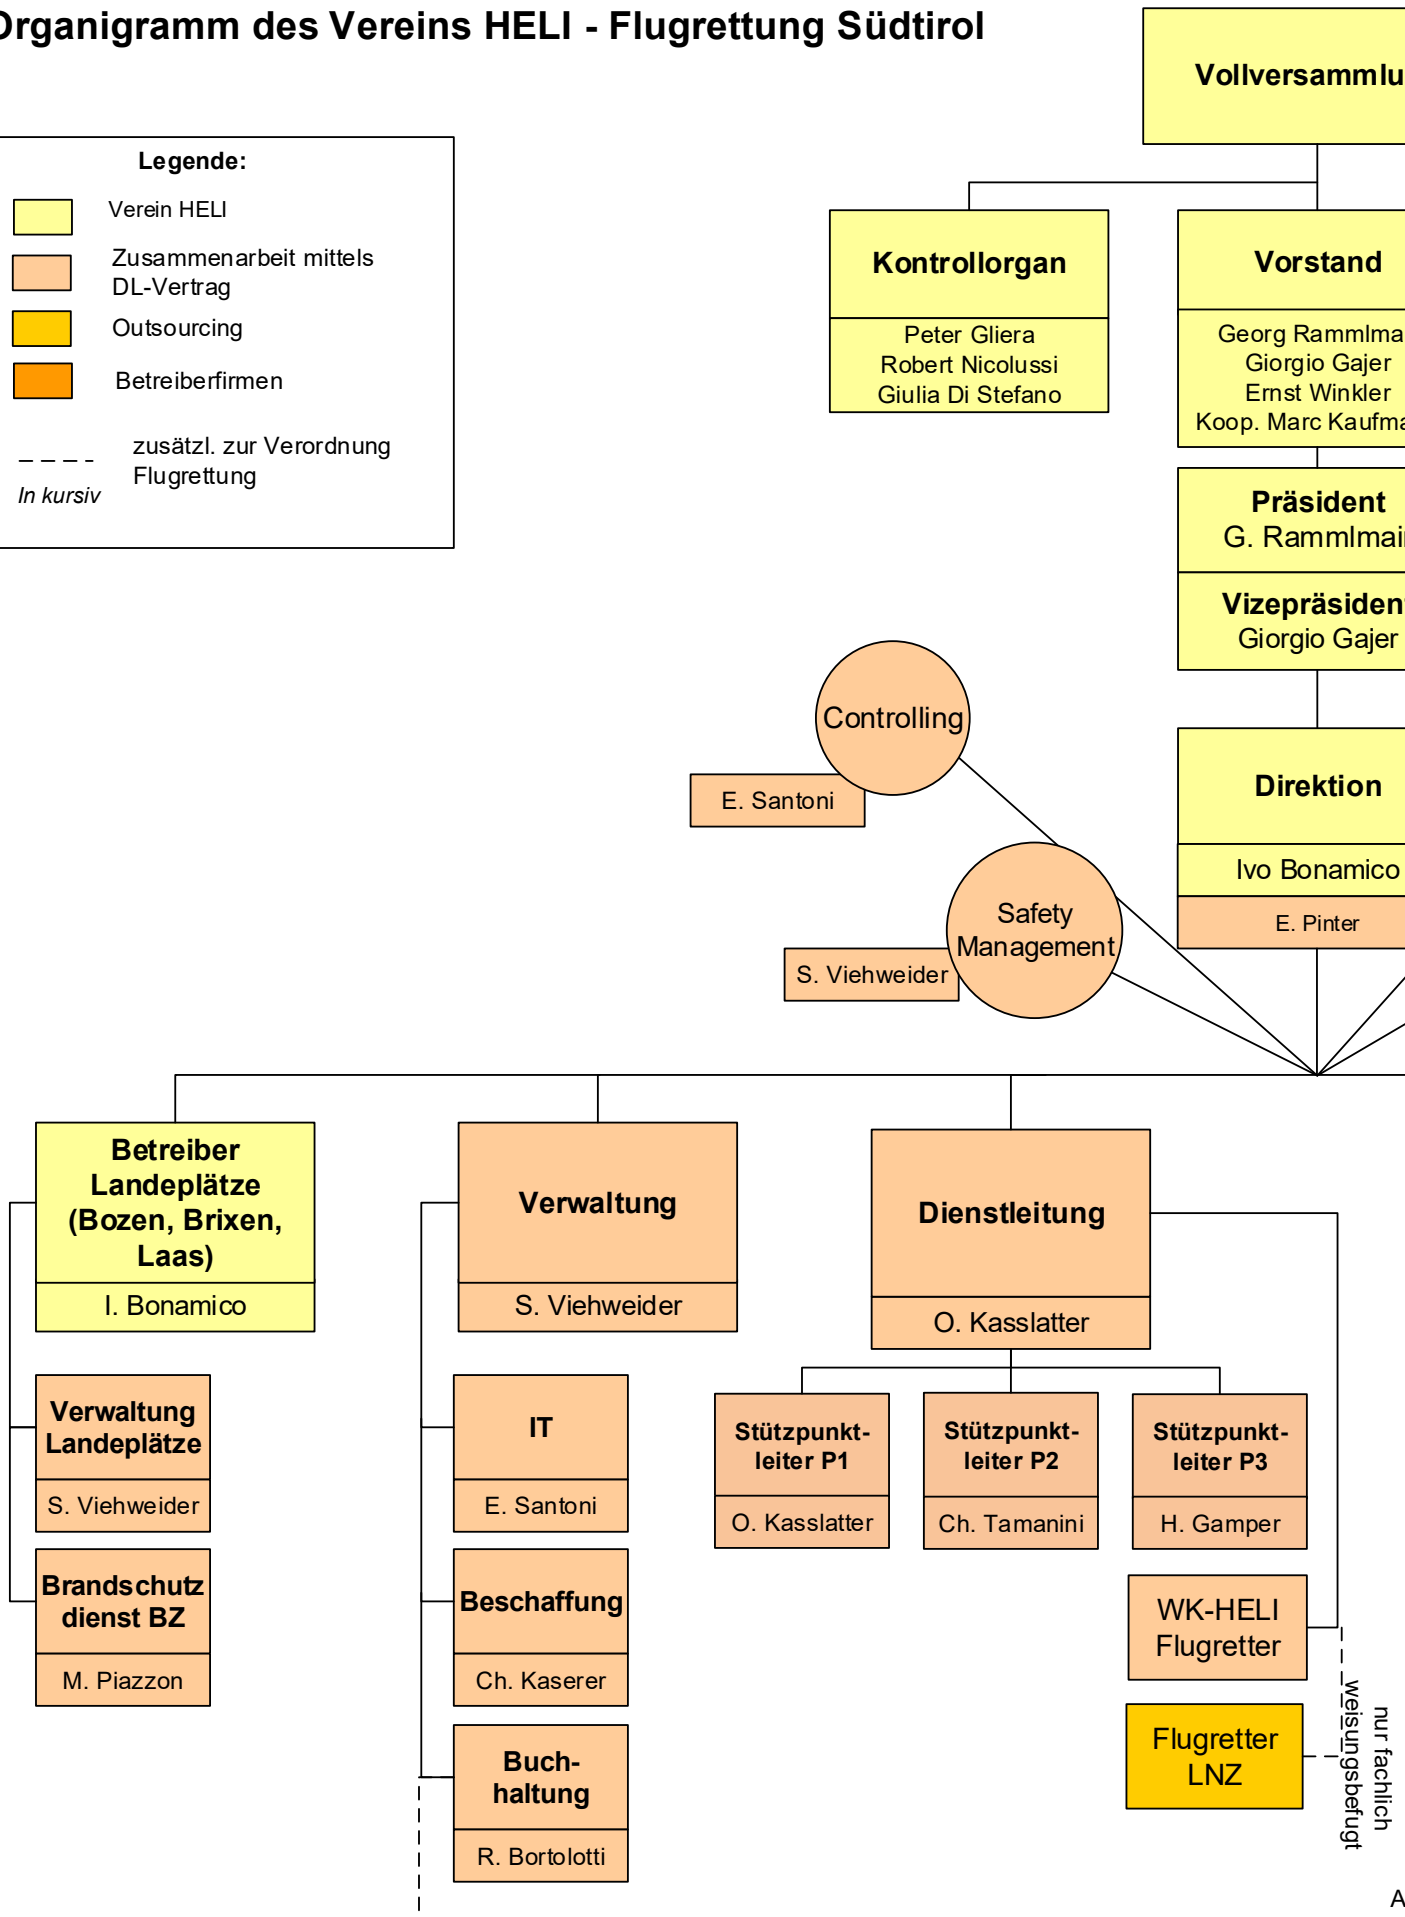 Organigramm des Vereins HELI - Flugrettung Südtirol
Vollversammlu
Legende:
Verein HELI
Zusammenarbeit mittels
DL-Vertrag
Outsourcing
Betreiberfirmen
zusätzl. zur Verordnung
Flugrettung
In kursiv
Kontrollorgan
Peter Gliera
Robert Nicolussi
Giulia Di Stefano
Vorstand
Georg Rammlma
Giorgio Gajer
Ernst Winkler
Koop. Marc Kaufma
Präsident
G. Rammlmai
Vizepräsident
Giorgio Gajer
Controlling
E. Santoni
Direktion
Ivo Bonamico
E. Pinter
Safety
Management
S. Viehweider
Betreiber
Landeplätze
(Bozen, Brixen,
Laas)
I. Bonamico
Verwaltung
S. Viehweider
Dienstleitung
O. Kasslatter
Verwaltung
Landeplätze
S. Viehweider
Brandschutz
dienst BZ
M. Piazzon
IT
E. Santoni
Beschaffung
Ch. Kaserer
Buch-
haltung
R. Bortolotti
Stützpunkt-
leiter P1
O. Kasslatter
Stützpunkt-
leiter P2
Ch. Tamanini
Stützpunkt-
leiter P3
H. Gamper
WK-HELI
Flugretter
Flugretter
LNZ
nur fachlich
weisungsbefugt
A